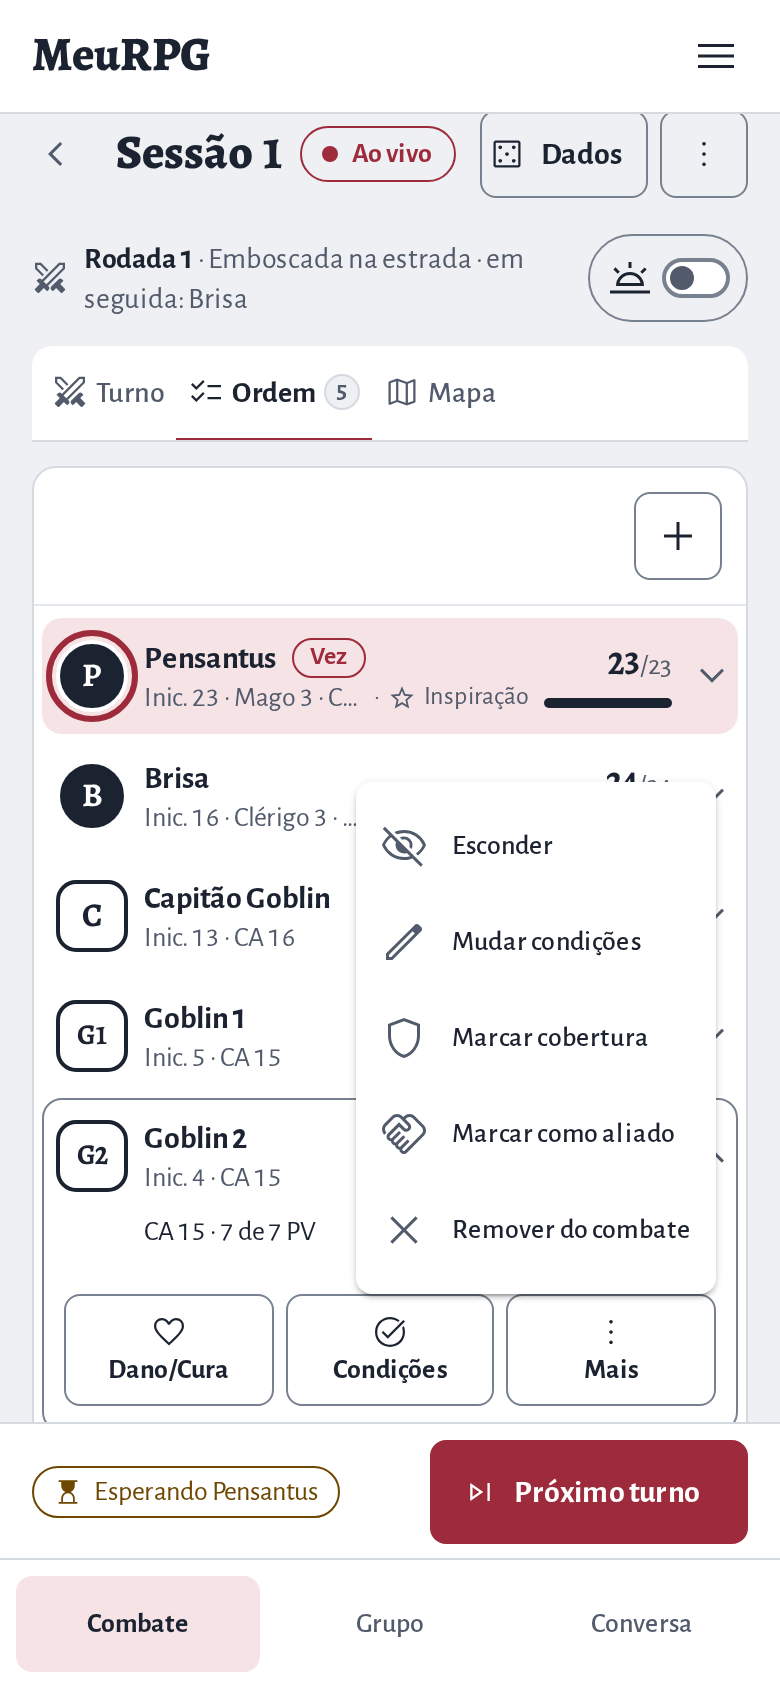 MeuRPG
Sessão 1
Ao vivo
Dados
Rodada 1 · Emboscada na estrada · em
seguida: Brisa
Turno
Ordem 5
Mapa
P
Pensantus
Vez
23/23
Inic. 23 · Mago 3 · C... · Inspiração
B
Brisa
Inic. 16 · Clérigo 3 · ...
C
Capitão Goblin
Inic. 13 · CA 16
G1
Goblin 1
Inic. 5 · CA 15
G2
Goblin 2
Inic. 4 · CA 15
CA 15 · 7 de 7 PV
Esconder
Mudar condições
Marcar cobertura
Marcar como aliado
Remover do combate
Dano/Cura
Condições
Mais
Esperando Pensantus
Próximo turno
Combate
Grupo
Conversa